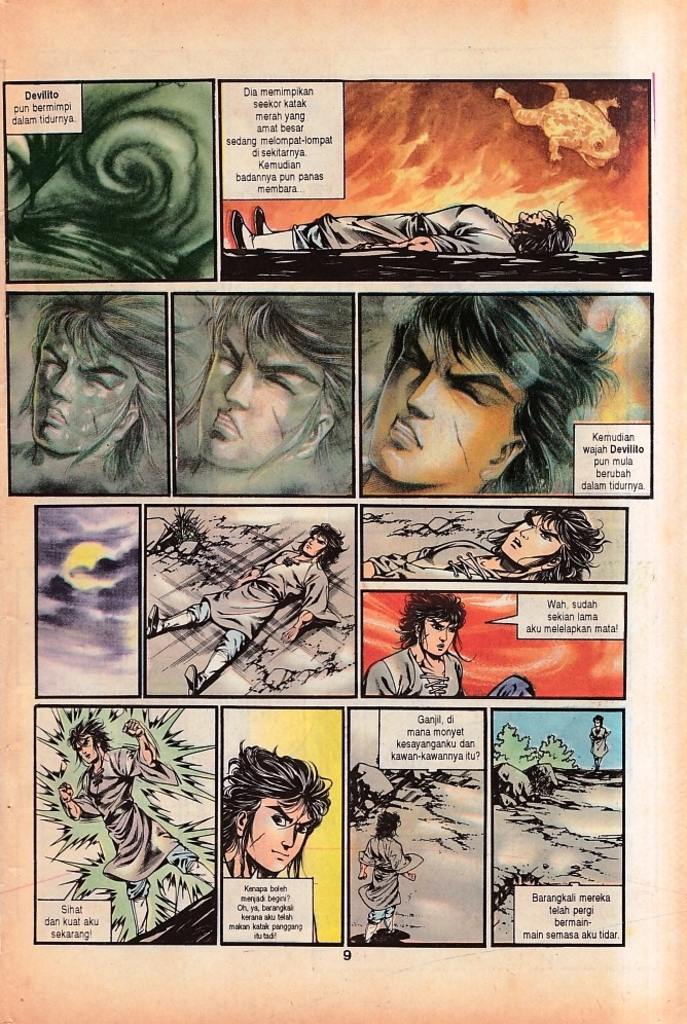 Devilito
pun bermimpi
dalam tidurnya.
Dia memimpikan
seekor katak
merah yang
amat besar
sedang melompat-lompat
di sekitarnya.
Kemudian
badannya pun panas
membara...
Kemudian
wajah Devilito
pun mula
berubah
dalam tidurnya.
Wah, sudah
sekian lama
aku melelapkan mata!
Sihat
dan kuat aku
sekarang!
Kenapa boleh
menjadi begini?
Oh, ya, barangkali
kerana aku telah
makan katak panggang
itu tadi!
Ganjil, di
mana monyet
kesayanganku dan
kawan-kawannya itu?
Barangkali mereka
telah pergi
bermain-
main semasa aku tidar.
9